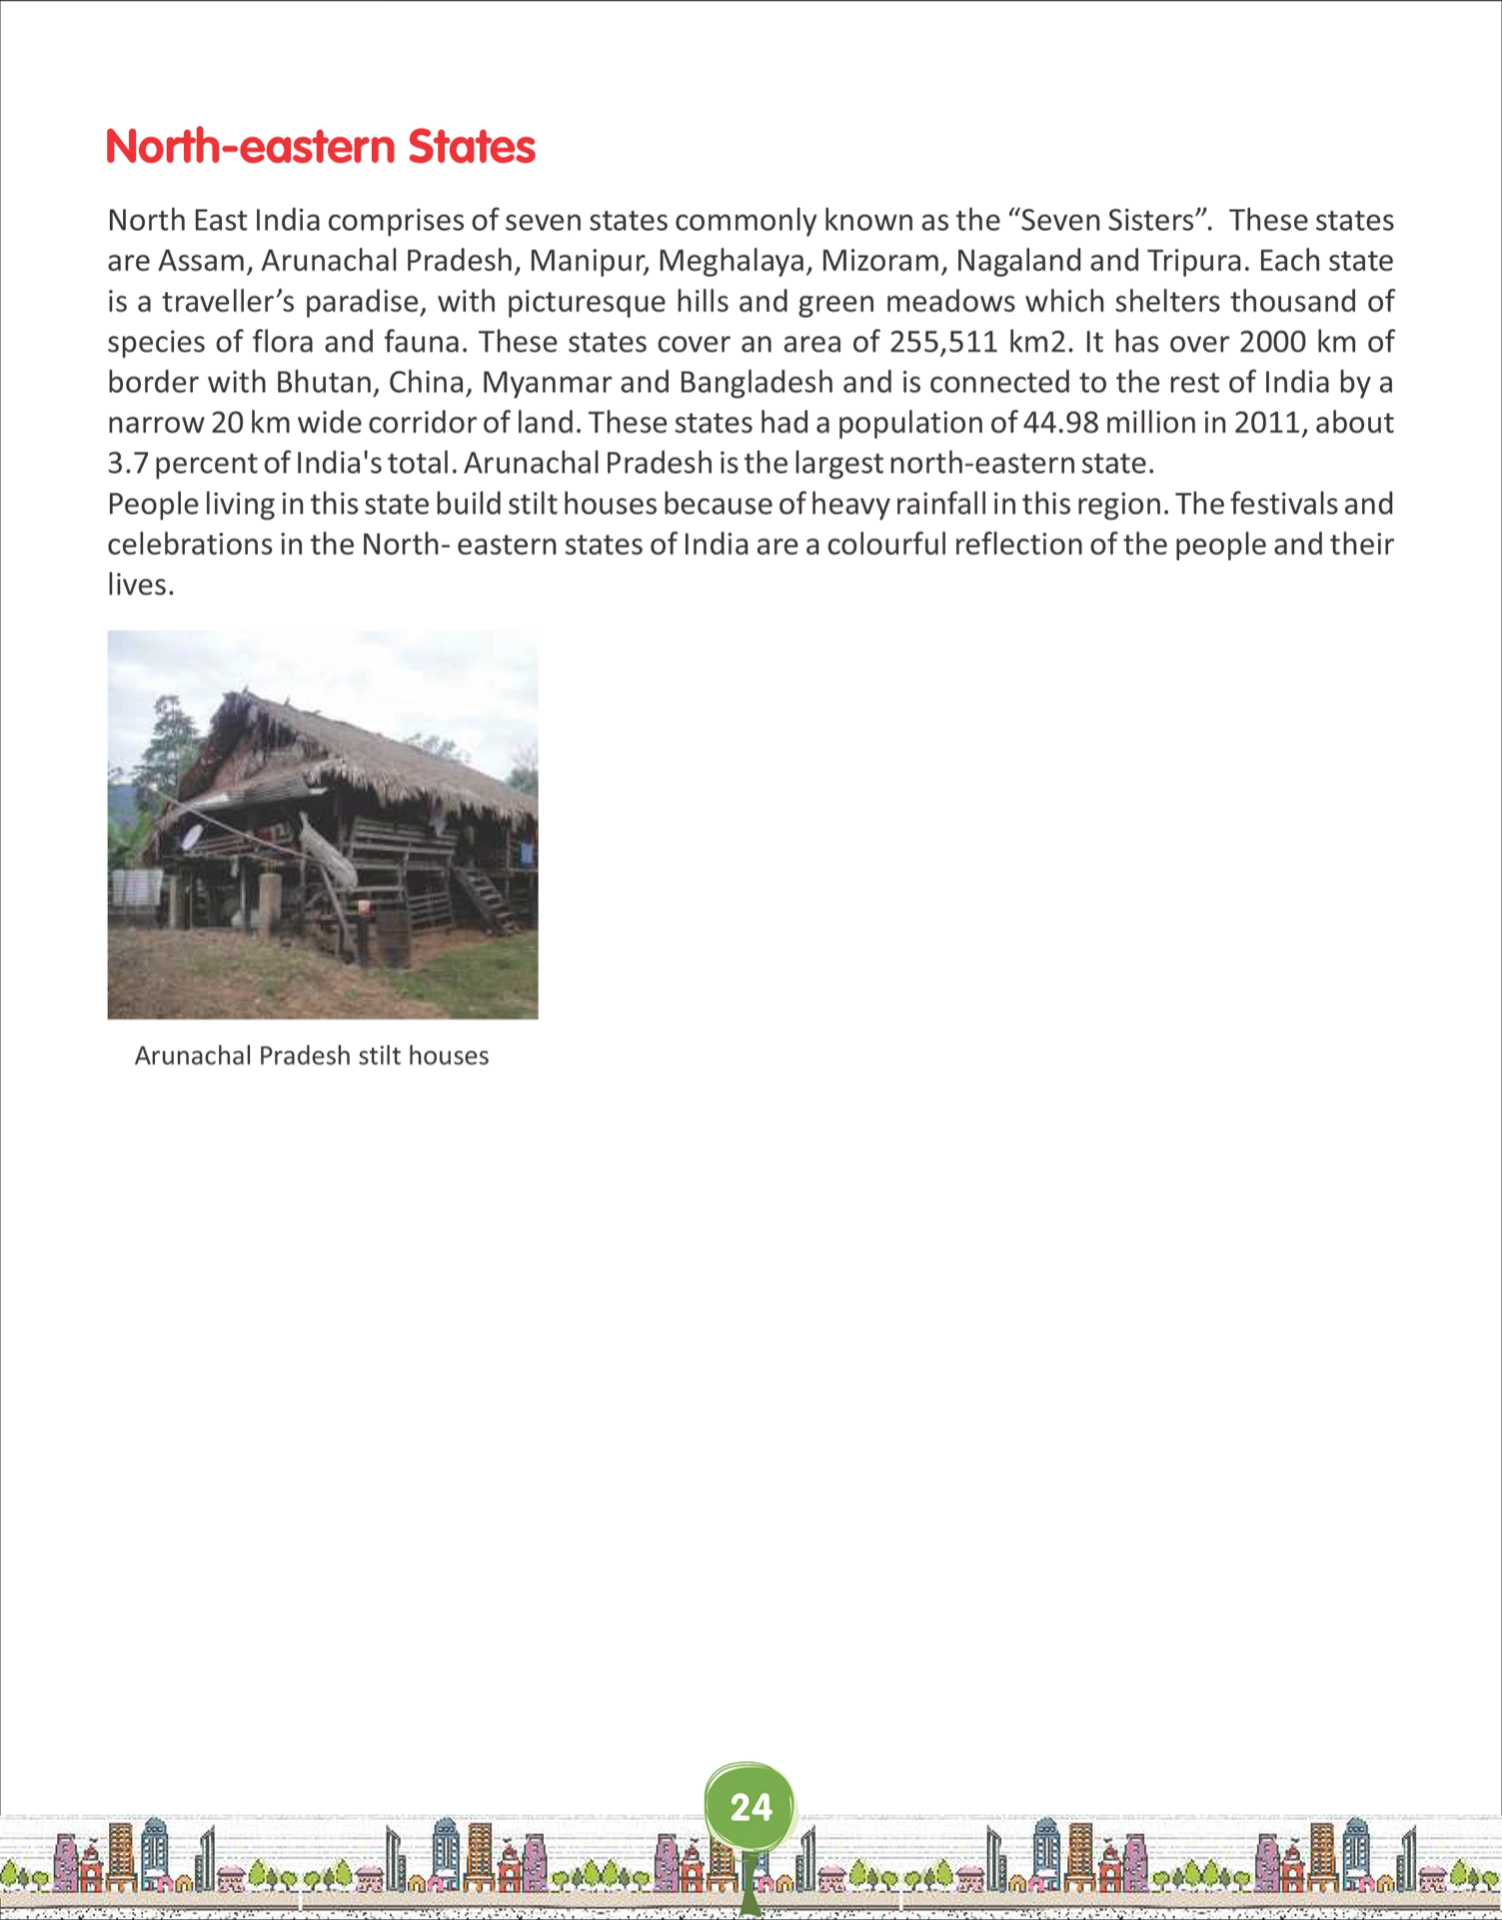 North-eastern States
North East India comprises of seven states commonly known as the “Seven Sisters”. These states
are Assam, Arunachal Pradesh, Manipur, Meghalaya, Mizoram, Nagaland and Tripura. Each state
is a traveller’s paradise, with picturesque hills and green meadows which shelters thousand of
species of flora and fauna. These states cover an area of 255,511 km2. It has over 2000 km of
border with Bhutan, China, Myanmar and Bangladesh and is connected to the rest of India by a
narrow 20 km wide corridor of land. These states had a population of 44.98 million in 2011, about
3.7 percent of India's total. Arunachal Pradesh is the largest north-eastern state.
People living in this state build stilt houses because of heavy rainfall in this region. The festivals and
celebrations in the North- eastern states of India are a colourful reflection of the people and their
lives.
Arunachal Pradesh stilt houses
24